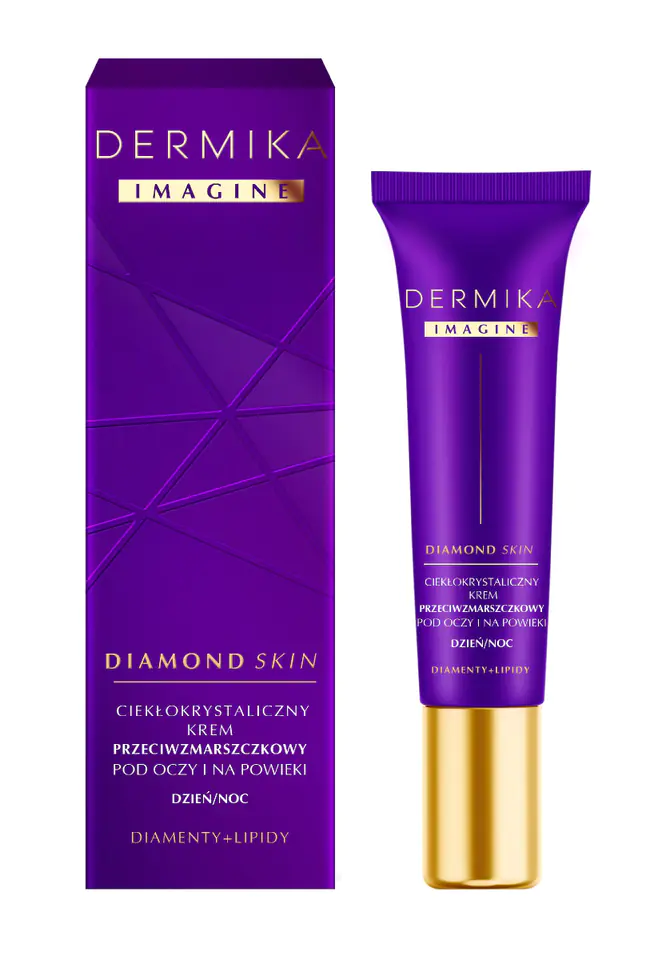 DERMIKA
IMAGINE
DIAMOND SKIN
CIEKŁOKRYSTALICZNY
KREM
PRZECIWZMARSZCZKOWY
POD OCZY I NA POWIEKI
DZIEŃ/NOC
DIAMENTY+LIPIDY
DERMIKA
IMAGINE
DIAMOND SKIN
CIEKŁOKRYSTALICZNY
KREM
PRZECIWZMARSZCZKOWY
POD OCZY I NA POWIEKI
DZIEŃ/NOC
DIAMENTY+LIPIDY